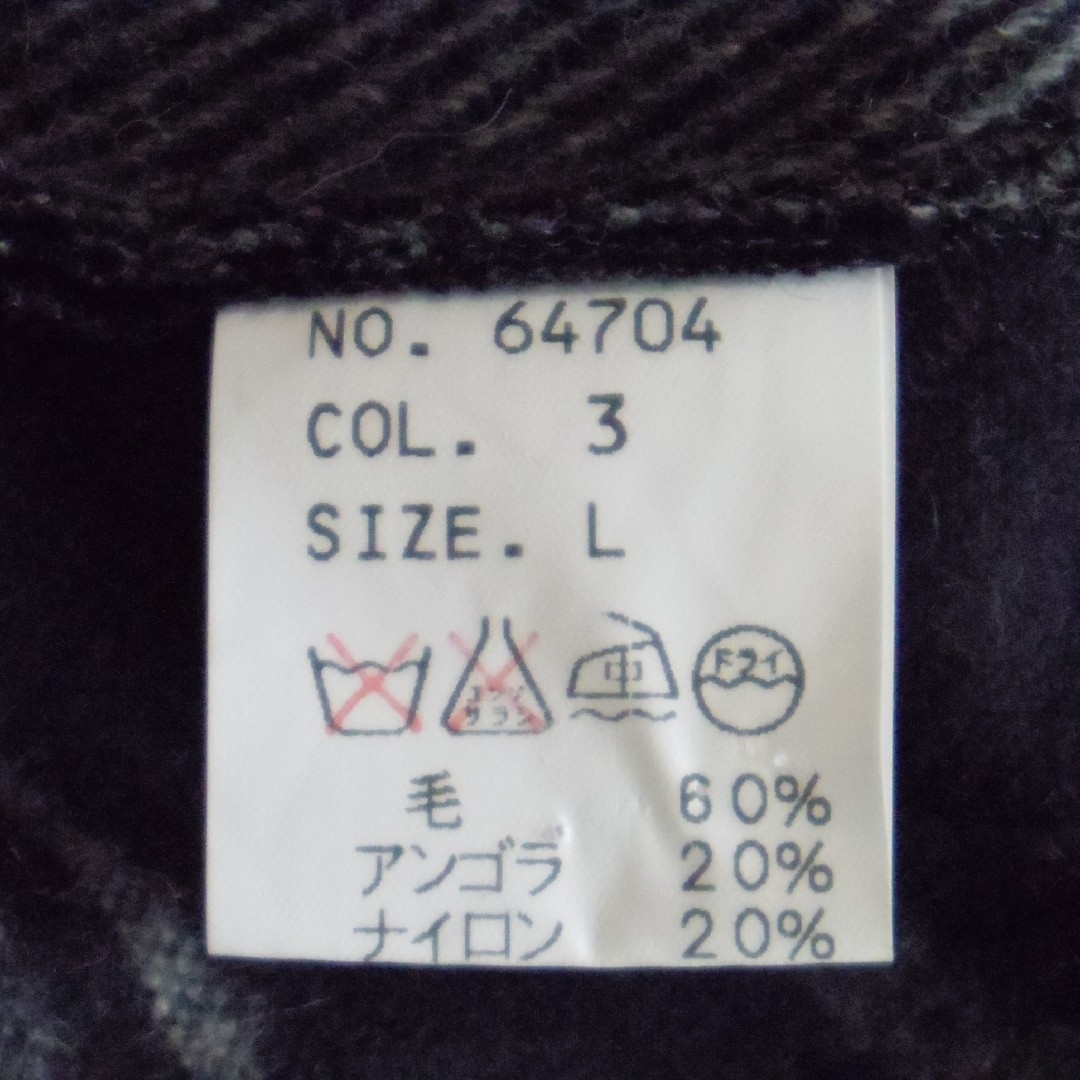 NO. 64704
COL. 3
SIZE. L
エンソ サラシ 中 ドライ
毛 60%
アンゴラ 20%
ナイロン 20%